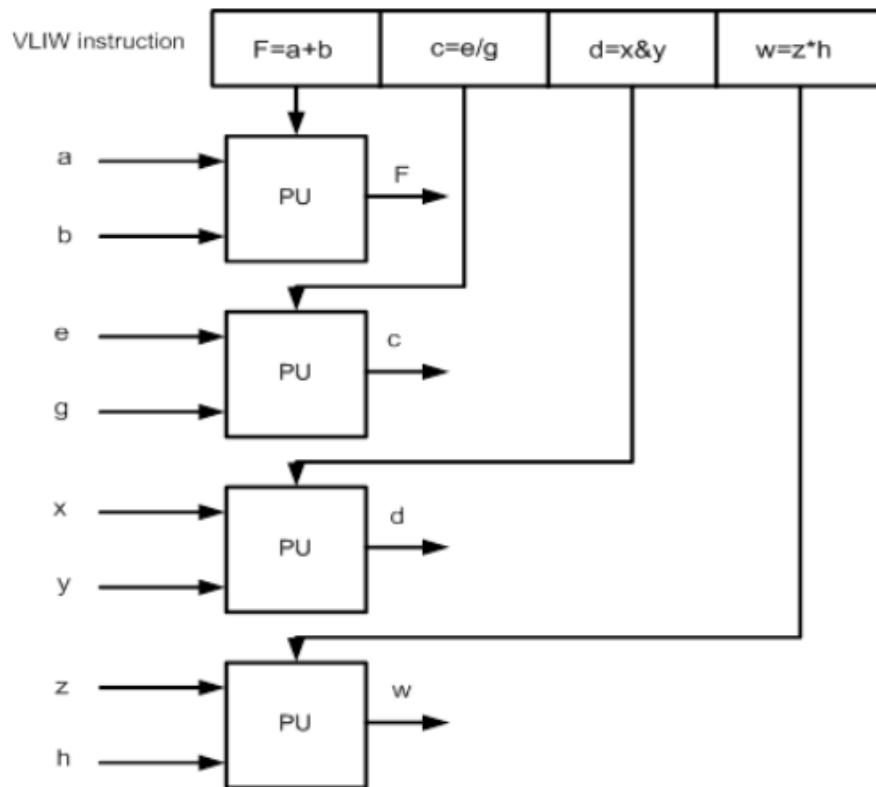 VLIW instruction
F=a+b
c=e/g
d=x&y
w=z*h
a
b
PU
F
e
g
PU
c
x
y
PU
d
z
h
PU
w